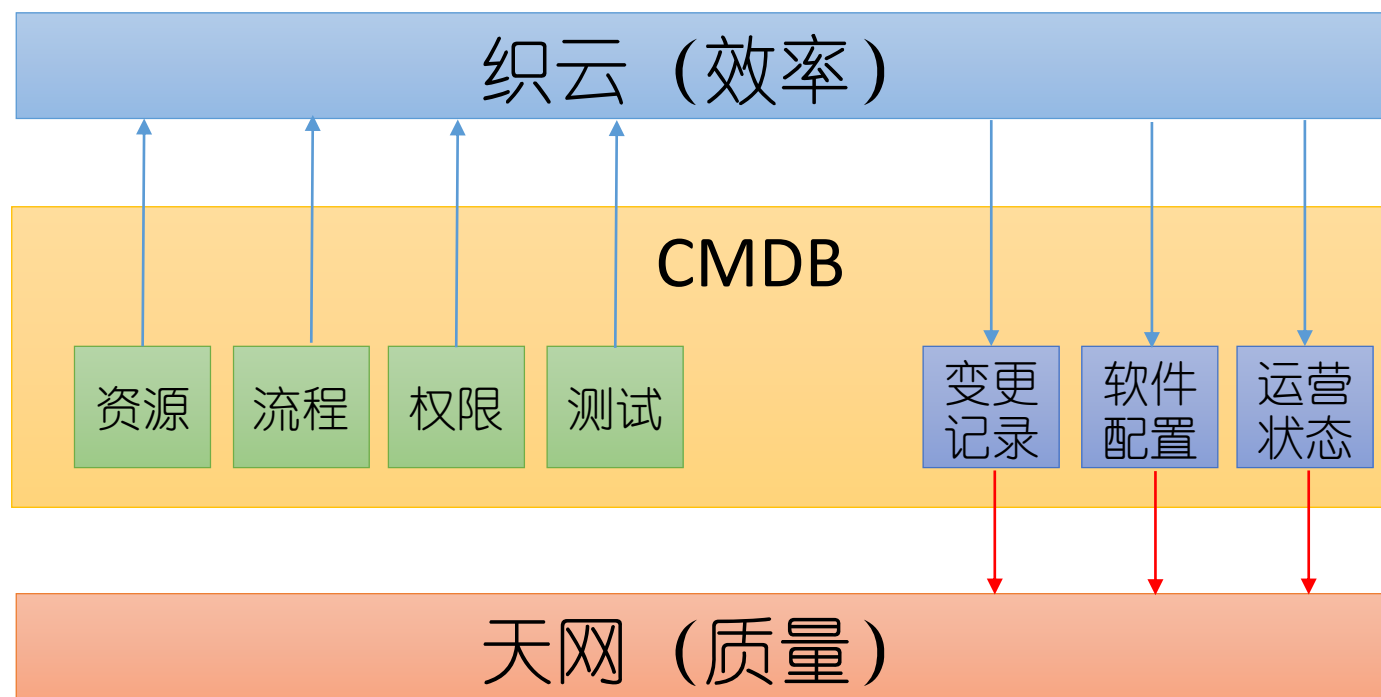 织云（效率）
CMDB
资源 流程 权限 测试 变更 软件 运营
记录 配置 状态
天网（质量）